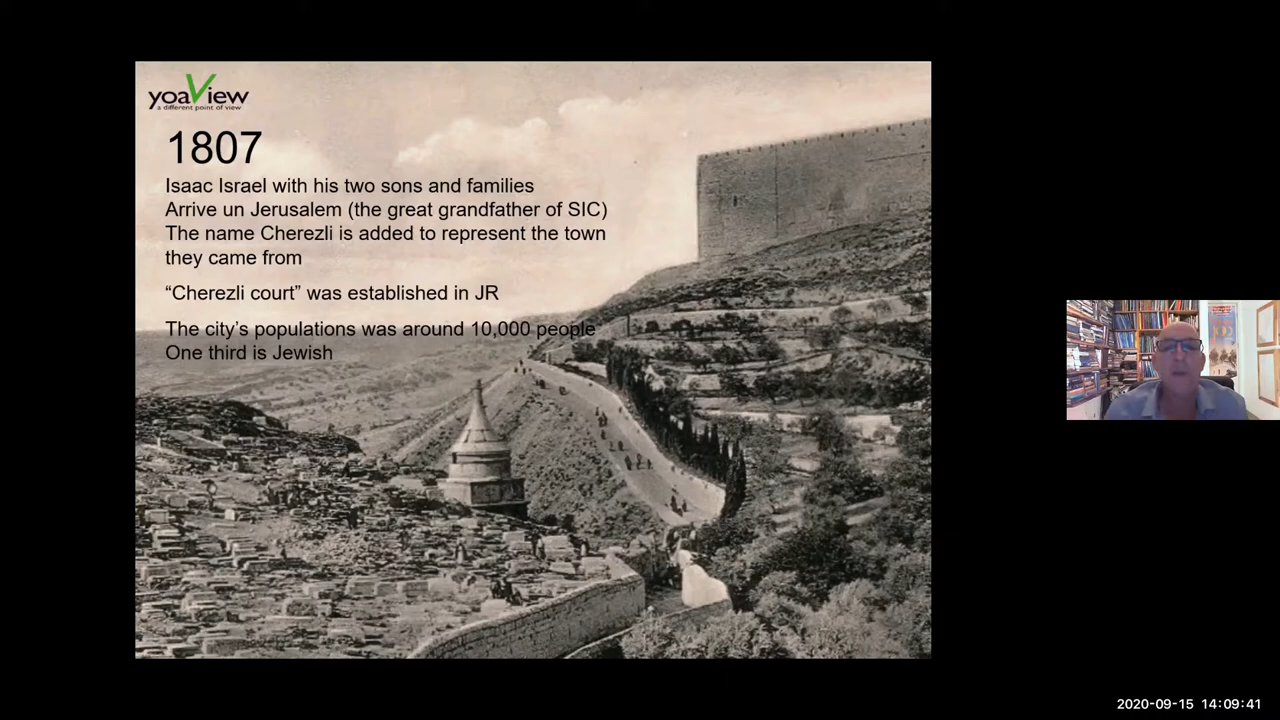 yoaView
a different point of view
1807
Isaac Israel with his two sons and families
Arrive un Jerusalem (the great grandfather of SIC)
The name Cherezli is added to represent the town
they came from
“Cherezli court” was established in JR
The city’s populations was around 10,000 people
One third is Jewish
2020-09-15 14:09:41